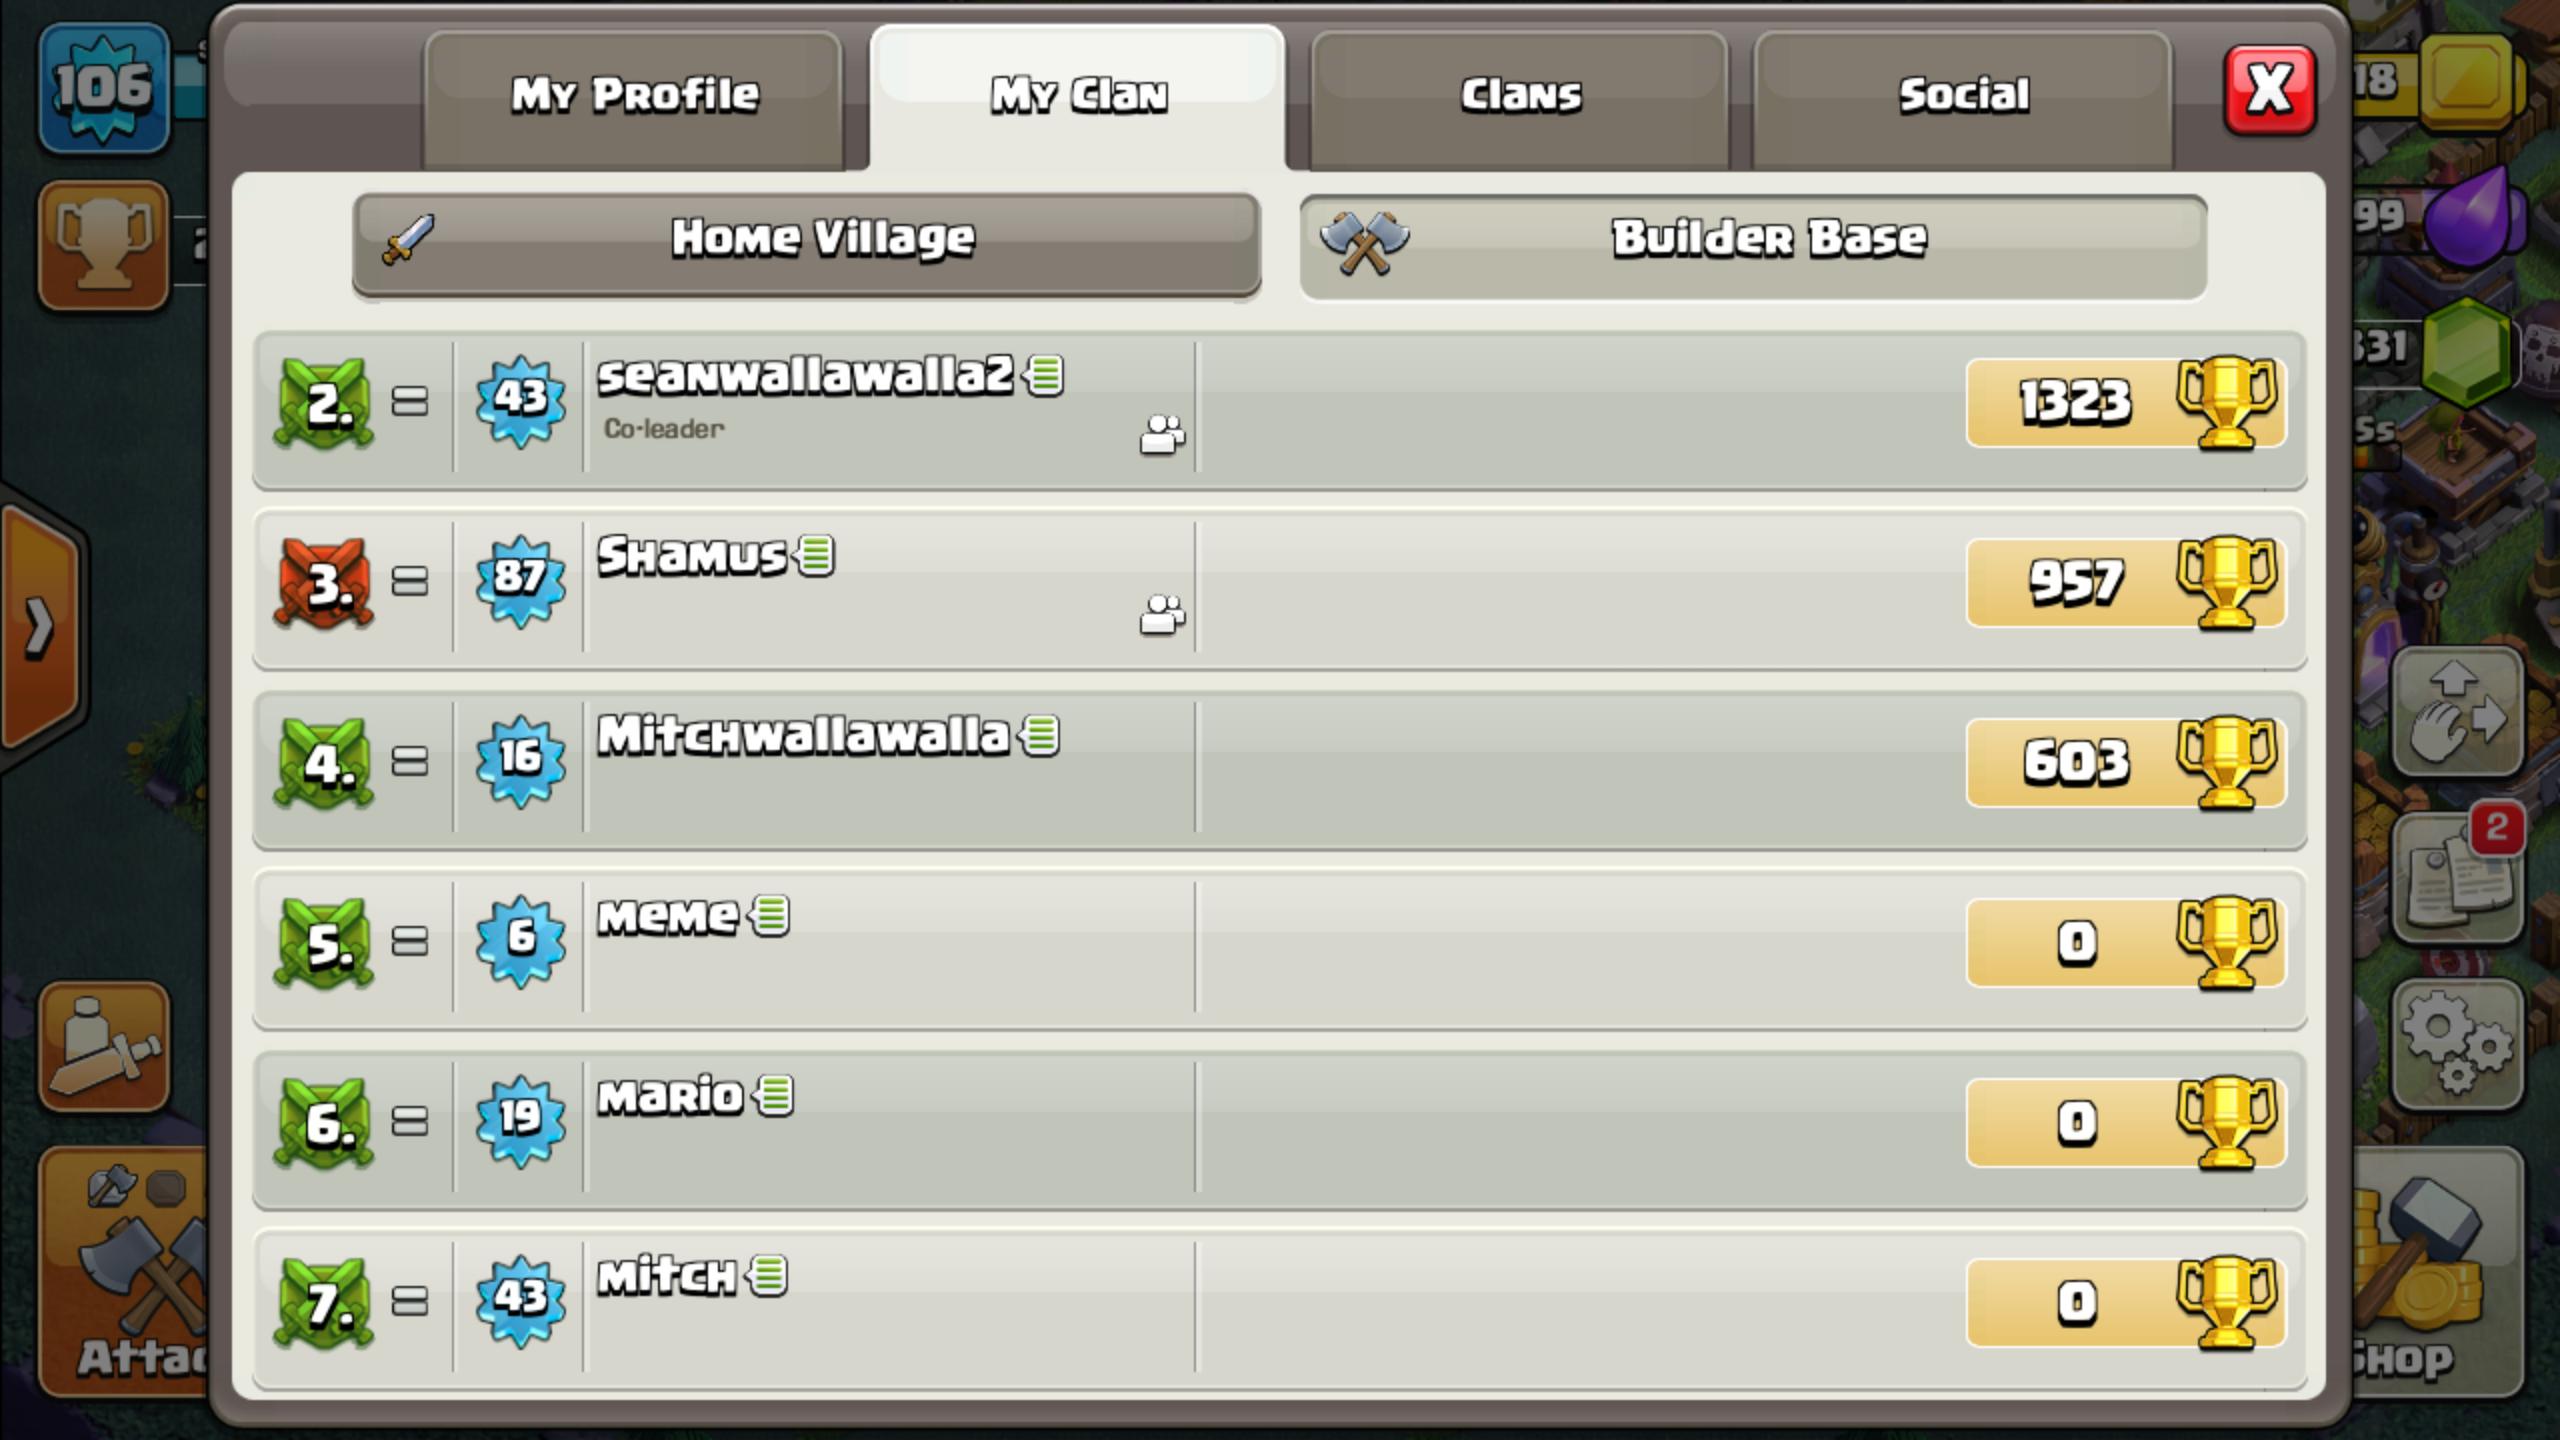 106
My Profile
My Clan
Clans
Social
X
18
Home Village
Builder Base
99
2. = 43 seanwallawalla2
Co-leader
1323
331
5s
3. = 87 Shamus
957
4. = 16 Mitchwallawalla
603
2
5. = 6 meme
0
6. = 19 mario
0
7. = 43 mitch
0
Attac
Shop